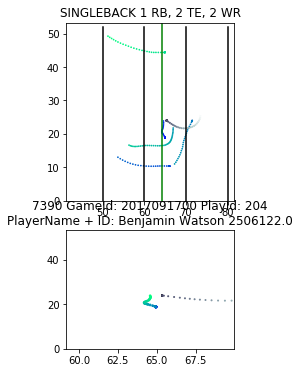 SINGLEBACK 1 RB, 2 TE, 2 WR
50
40
30
20
10
0
50 60 70 80
7390 GameId: 2017091700 PlayId: 204
PlayerName + ID: Benjamin Watson 2506122.0
40
20
0
60.0 62.5 65.0 67.5